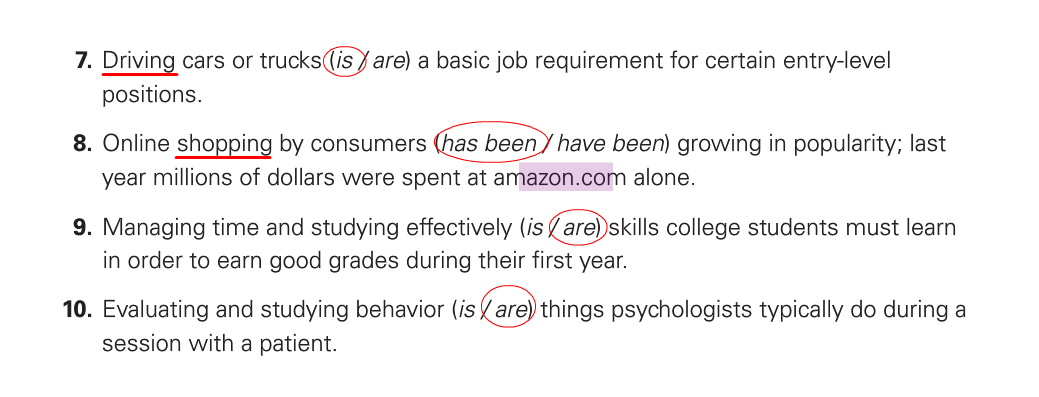 7. Driving cars or trucks (is / are) a basic job requirement for certain entry-level
positions.
8. Online shopping by consumers (has been / have been) growing in popularity; last
year millions of dollars were spent at amazon.com alone.
9. Managing time and studying effectively (is / are) skills college students must learn
in order to earn good grades during their first year.
10. Evaluating and studying behavior (is / are) things psychologists typically do during a
session with a patient.